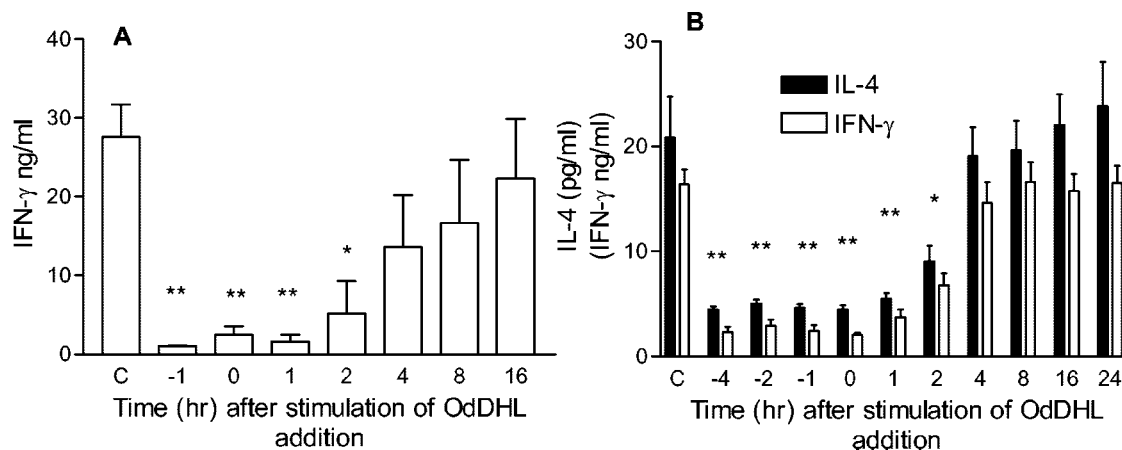 A
40
30
20
10
0
IFN-γ ng/ml
**
**
**
*
C -1 0 1 2 4 8 16
Time (hr) after stimulation of OdDHL
addition
B
30
20
10
0
IL-4 (pg/ml)
(IFN-γ ng/ml)
IL-4
IFN-γ
**
**
**
**
**
*
C -4 -2 -1 0 1 2 4 8 16 24
Time (hr) after stimulation of OdDHL
addition